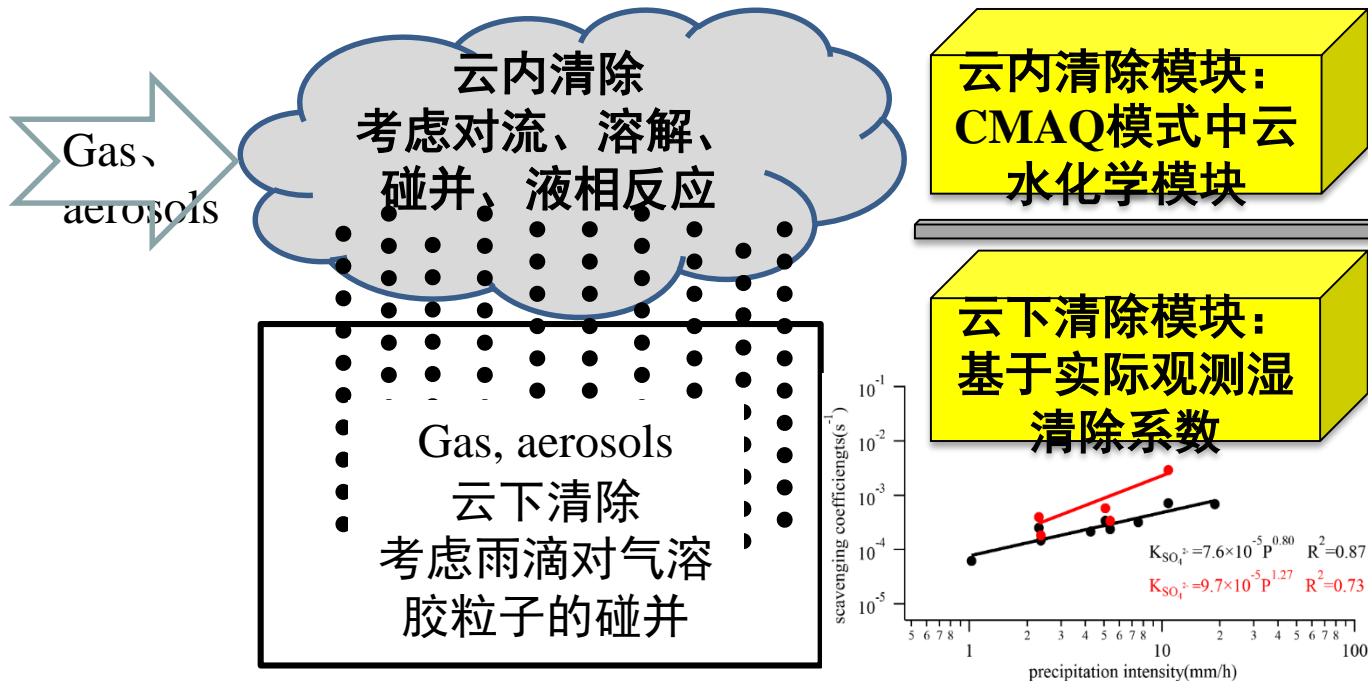 云内清除
考虑对流、溶解、
碰并、液相反应
Gas、
aerosols
Gas, aerosols
云下清除
考虑雨滴对气溶
胶粒子的碰并
云内清除模块：
CMAQ模式中云
水化学模块
云下清除模块：
基于实际观测湿
清除系数
scavenging coefficiengts(s⁻¹)
10⁻¹
10⁻²
10⁻³
10⁻⁴
10⁻⁵
K_SO₄²⁻=7.6×10⁻⁵P^0.80 R²=0.87
K_SO₄²⁻=9.7×10⁻⁵P^1.27 R²=0.73
5 6 7 8 1 2 3 4 5 6 7 8 10 2 3 4 5 6 7 8 100
precipitation intensity(mm/h)